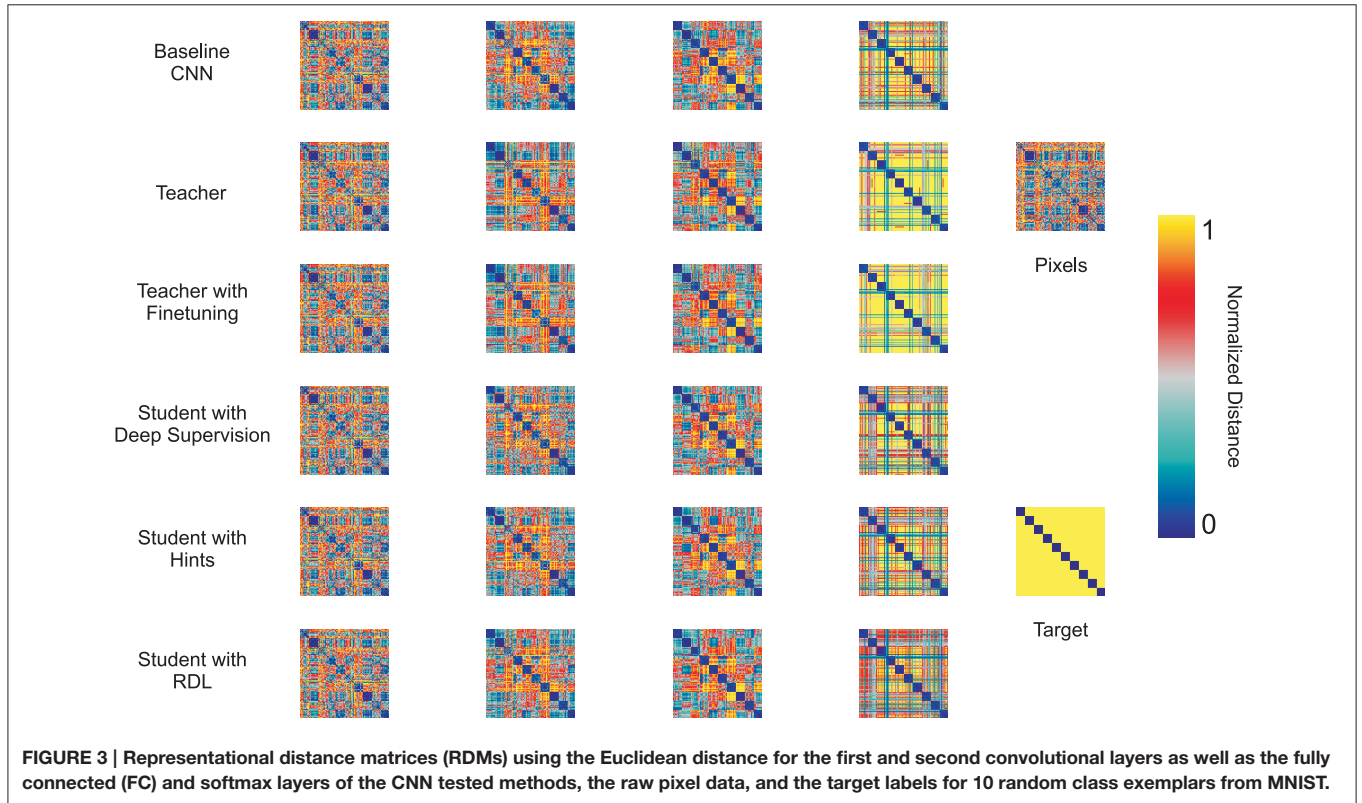 Baseline
CNN
Teacher
Pixels
Teacher with
Finetuning
Student with
Deep Supervision
Student with
Hints
Target
Student with
RDL
1
Normalized Distance
0
FIGURE 3 | Representational distance matrices (RDMs) using the Euclidean distance for the first and second convolutional layers as well as the fully
connected (FC) and softmax layers of the CNN tested methods, the raw pixel data, and the target labels for 10 random class exemplars from MNIST.